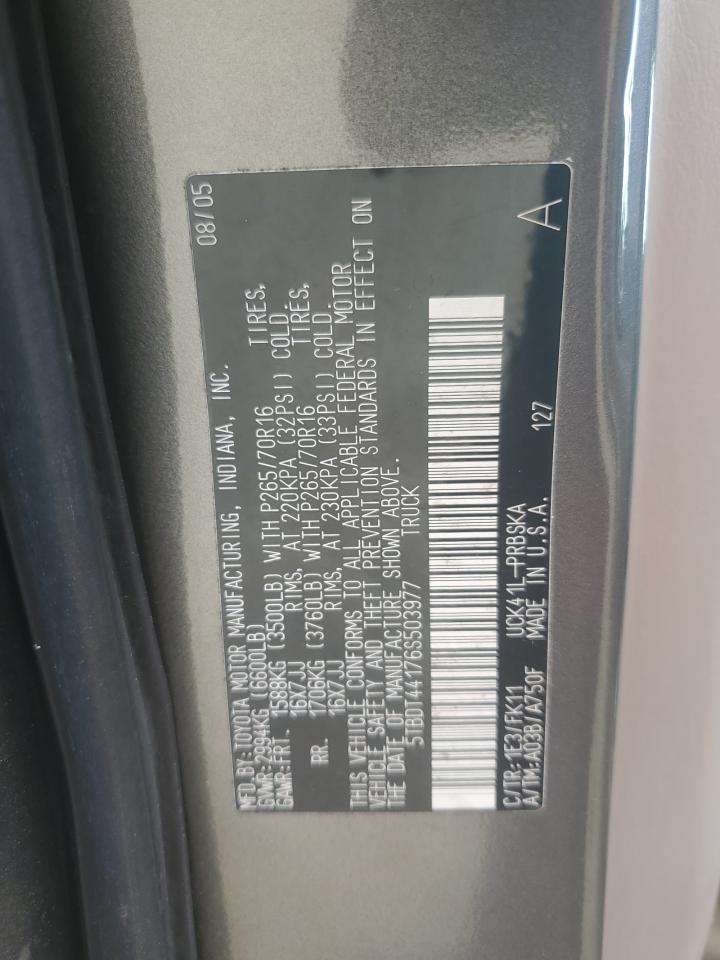 MFD BY:TOYOTA MOTOR MANUFACTURING, INDIANA, INC. 08/05
GVWR:2994KG (6600LB)
GAWR:FRT. 1588KG (3500LB) WITH P265/70R16 TIRES,
16X7JJ RIMS, AT 220KPA (32PSI) COLD.
RR. 1706KG (3760LB) WITH P265/70R16 TIRES,
16X7JJ RIMS, AT 230KPA (33PSI) COLD.
THIS VEHICLE CONFORMS TO ALL APPLICABLE FEDERAL MOTOR
VEHICLE SAFETY AND THEFT PREVENTION STANDARDS IN EFFECT ON
THE DATE OF MANUFACTURE SHOWN ABOVE.
5TBDT44176S503977 TRUCK
C/TR:1E3/FK11 UCK41L-PRBSKA
A/TM:A03B/A750F MADE IN U.S.A. 127 A